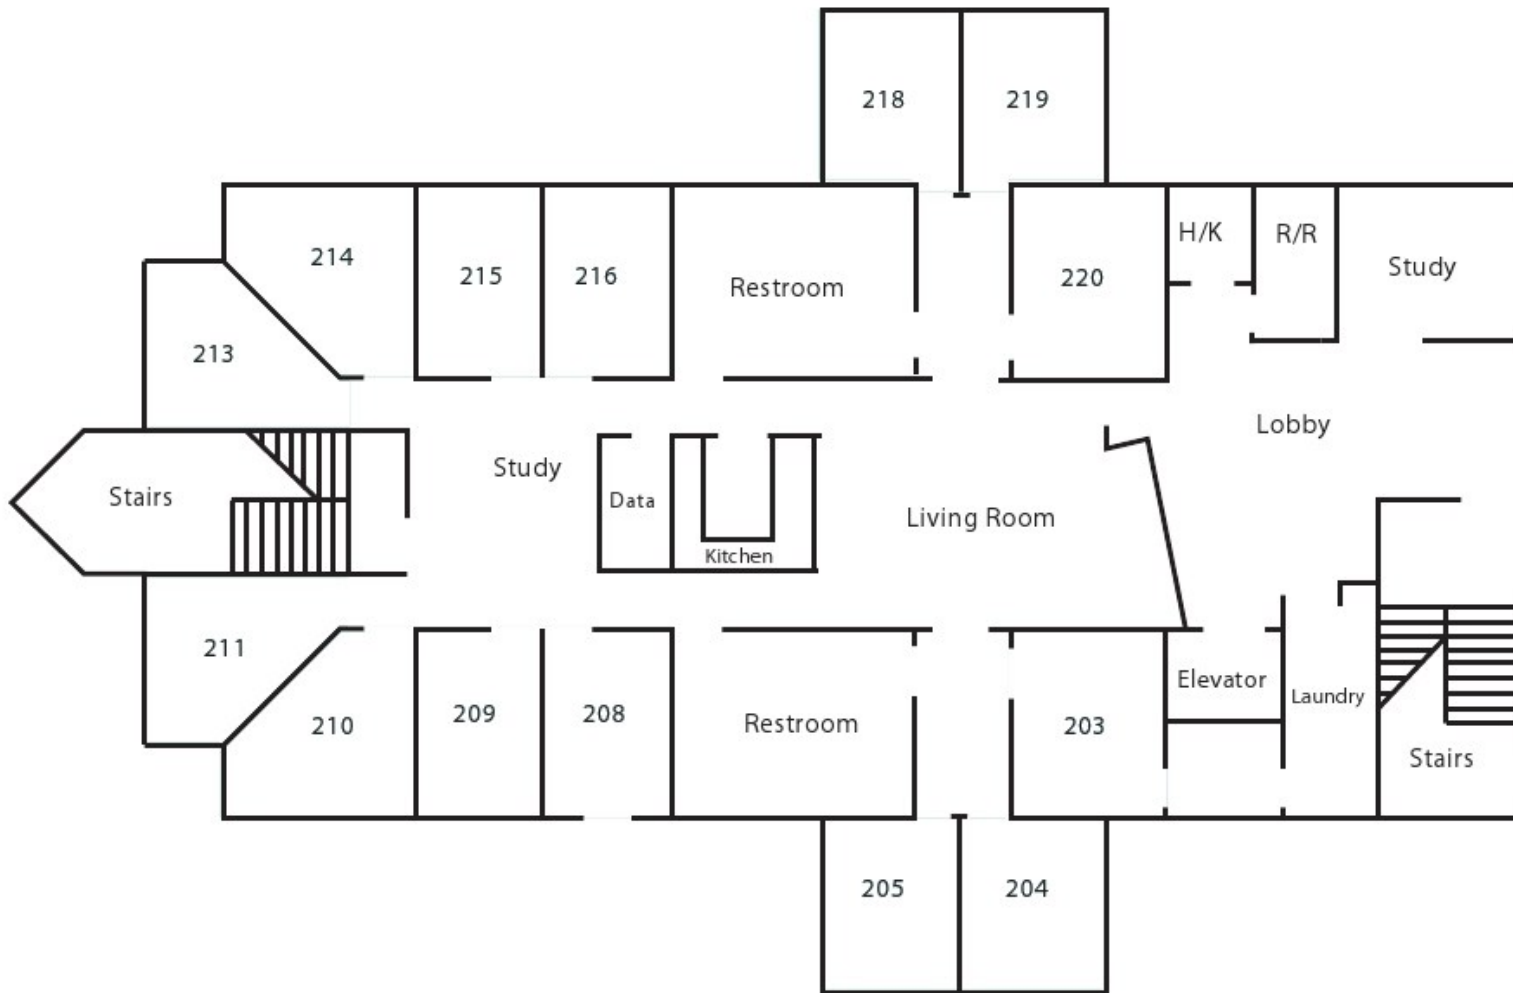 218
219
214
215
216
Restroom
220
H/K
R/R
Study
213
Lobby
Stairs
Study
Data
Kitchen
Living Room
211
210
209
208
Restroom
203
Elevator
Laundry
Stairs
205
204